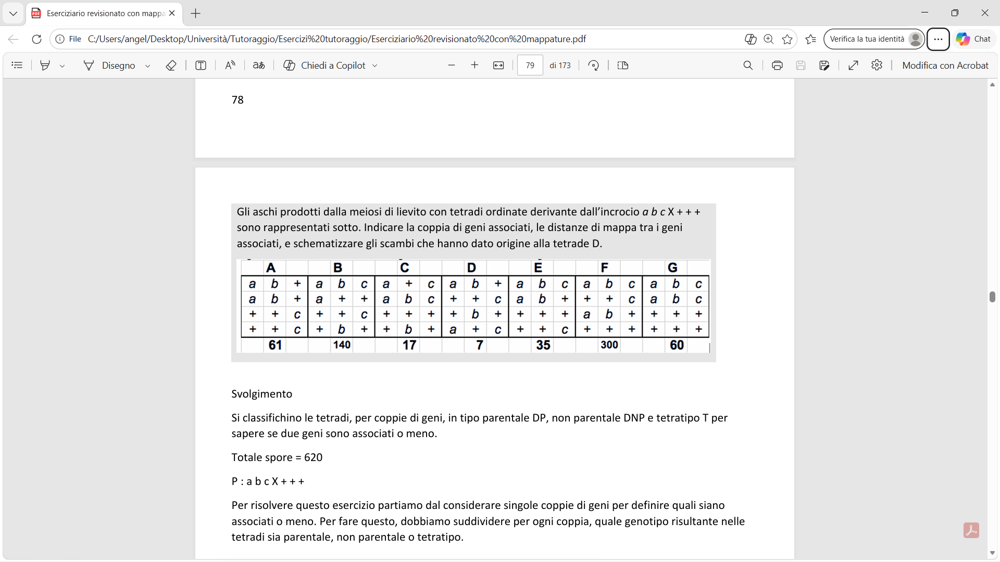 Eserciziario revisionato con mappa
File C:/Users/angel/Desktop/Università/Tutoraggio/Esercizi%20tutoraggio/Eserciziario%20revisionato%20con%20mappature.pdf
Verifica la tua identità
Chat
Disegno
aあ
Chiedi a Copilot
79 di 173
Modifica con Acrobat
78
Gli aschi prodotti dalla meiosi di lievito con tetradi ordinate derivante dall’incrocio a b c X + + +
sono rappresentati sotto. Indicare la coppia di geni associati, le distanze di mappa tra i geni
associati, e schematizzare gli scambi che hanno dato origine alla tetrade D.
A B C D E F G
a b + a b c a + c a b + a b c a b c a b c
a b + a + + a b c + + c a b + + + c a b c
+ + c + + c + + + + b + + + + a b + + + +
+ + c + b + + b + a + c + + c + + + + + +
61 140 17 7 35 300 60
Svolgimento
Si classifichino le tetradi, per coppie di geni, in tipo parentale DP, non parentale DNP e tetratipo T per
sapere se due geni sono associati o meno.
Totale spore = 620
P : a b c X + + +
Per risolvere questo esercizio partiamo dal considerare singole coppie di geni per definire quali siano
associati o meno. Per fare questo, dobbiamo suddividere per ogni coppia, quale genotipo risultante nelle
tetradi sia parentale, non parentale o tetratipo.